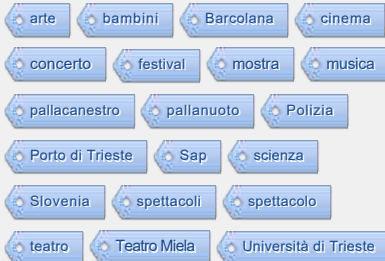 arte bambini Barcolana cinema
concerto festival mostra musica
pallacanestro pallanuoto Polizia
Porto di Trieste Sap scienza
Slovenia spettacoli spettacolo
teatro Teatro Miela Università di Trieste